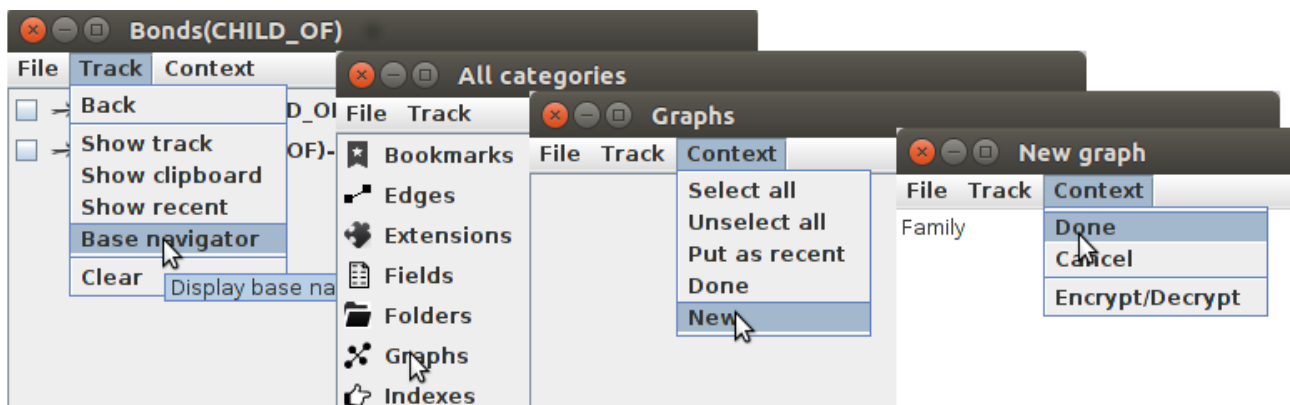 Bonds(CHILD_OF)
File Track Context
Back
Show track
Show clipboard
Show recent
Base navigator
Clear
Display base na
D_OF
OF)-
All categories
File Track
Bookmarks
Edges
Extensions
Fields
Folders
Graphs
Indexes
Graphs
File Track Context
Select all
Unselect all
Put as recent
Done
New
New graph
File Track Context
Family
Done
Cancel
Encrypt/Decrypt